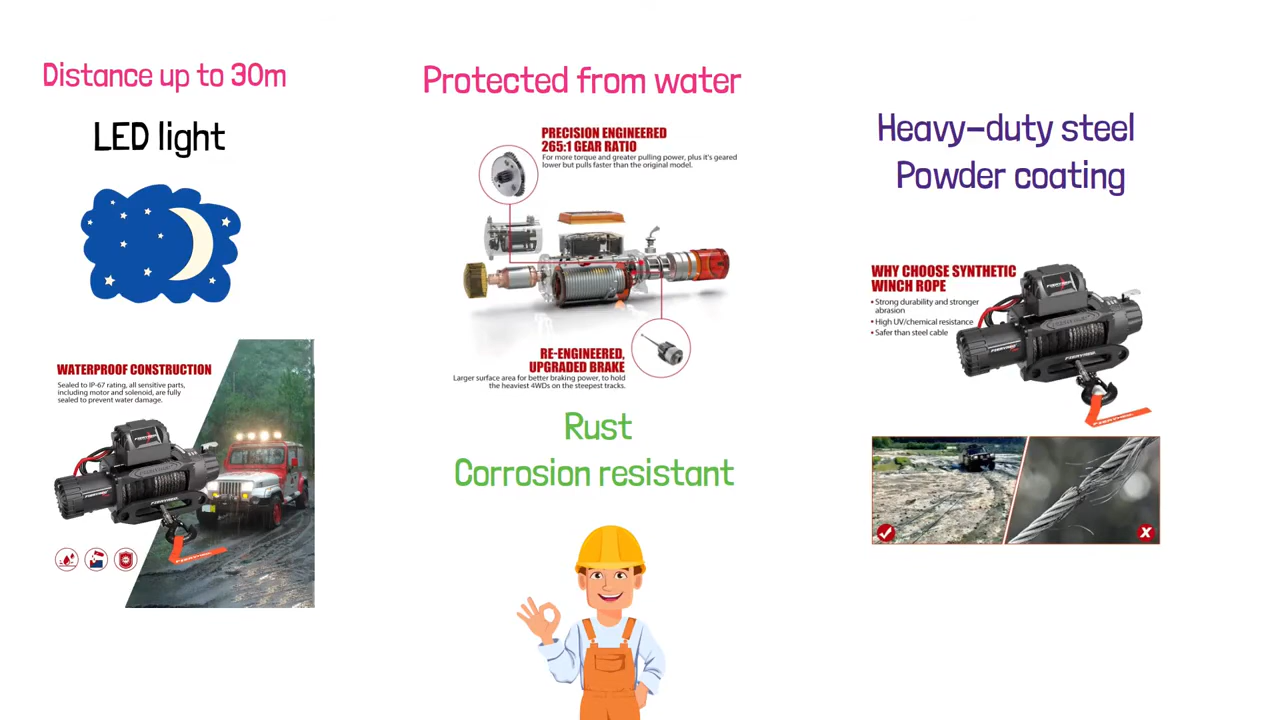 Distance up to 30m
LED light
WATERPROOF CONSTRUCTION
Sealed to IP-67 rating, all sensitive parts,
including motor and solenoid, are fully
sealed to prevent water damage.
Protected from water
PRECISION ENGINEERED
265:1 GEAR RATIO
For more torque and greater pulling power, plus it's geared
lower but pulls faster than the original model.
RE-ENGINEERED,
UPGRADED BRAKE
Larger surface area for better braking power, to hold
the heaviest 4WDs on the steepest tracks.
Rust
Corrosion resistant
Heavy-duty steel
Powder coating
WHY CHOOSE SYNTHETIC
WINCH ROPE
• Strong durability and stronger
abrasion
• High UV/chemical resistance
• Safer than steel cable